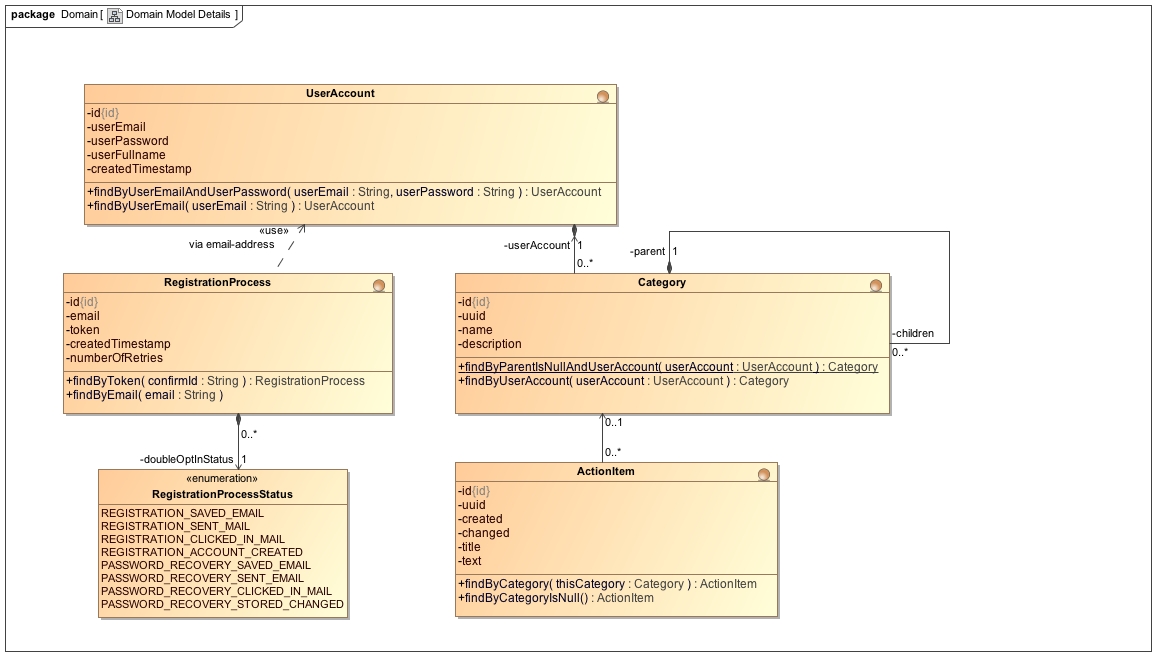 package Domain[ Domain Model Details ]
UserAccount
-id{id}
-userEmail
-userPassword
-userFullname
-createdTimestamp
+findByUserEmailAndUserPassword( userEmail : String, userPassword : String ) : UserAccount
+findByUserEmail( userEmail : String ) : UserAccount
«use»
via email-address
-userAccount 1
0..*
-parent 1
-children
0..*
RegistrationProcess
-id{id}
-email
-token
-createdTimestamp
-numberOfRetries
+findByToken( confirmId : String ) : RegistrationProcess
+findByEmail( email : String )
Category
-id{id}
-uuid
-name
-description
+findByParentIsNullAndUserAccount( userAccount : UserAccount ) : Category
+findByUserAccount( userAccount : UserAccount ) : Category
0..*
-doubleOptInStatus 1
0..1
0..*
«enumeration»
RegistrationProcessStatus
REGISTRATION_SAVED_EMAIL
REGISTRATION_SENT_MAIL
REGISTRATION_CLICKED_IN_MAIL
REGISTRATION_ACCOUNT_CREATED
PASSWORD_RECOVERY_SAVED_EMAIL
PASSWORD_RECOVERY_SENT_EMAIL
PASSWORD_RECOVERY_CLICKED_IN_MAIL
PASSWORD_RECOVERY_STORED_CHANGED
ActionItem
-id{id}
-uuid
-created
-changed
-title
-text
+findByCategory( thisCategory : Category ) : ActionItem
+findByCategoryIsNull() : ActionItem